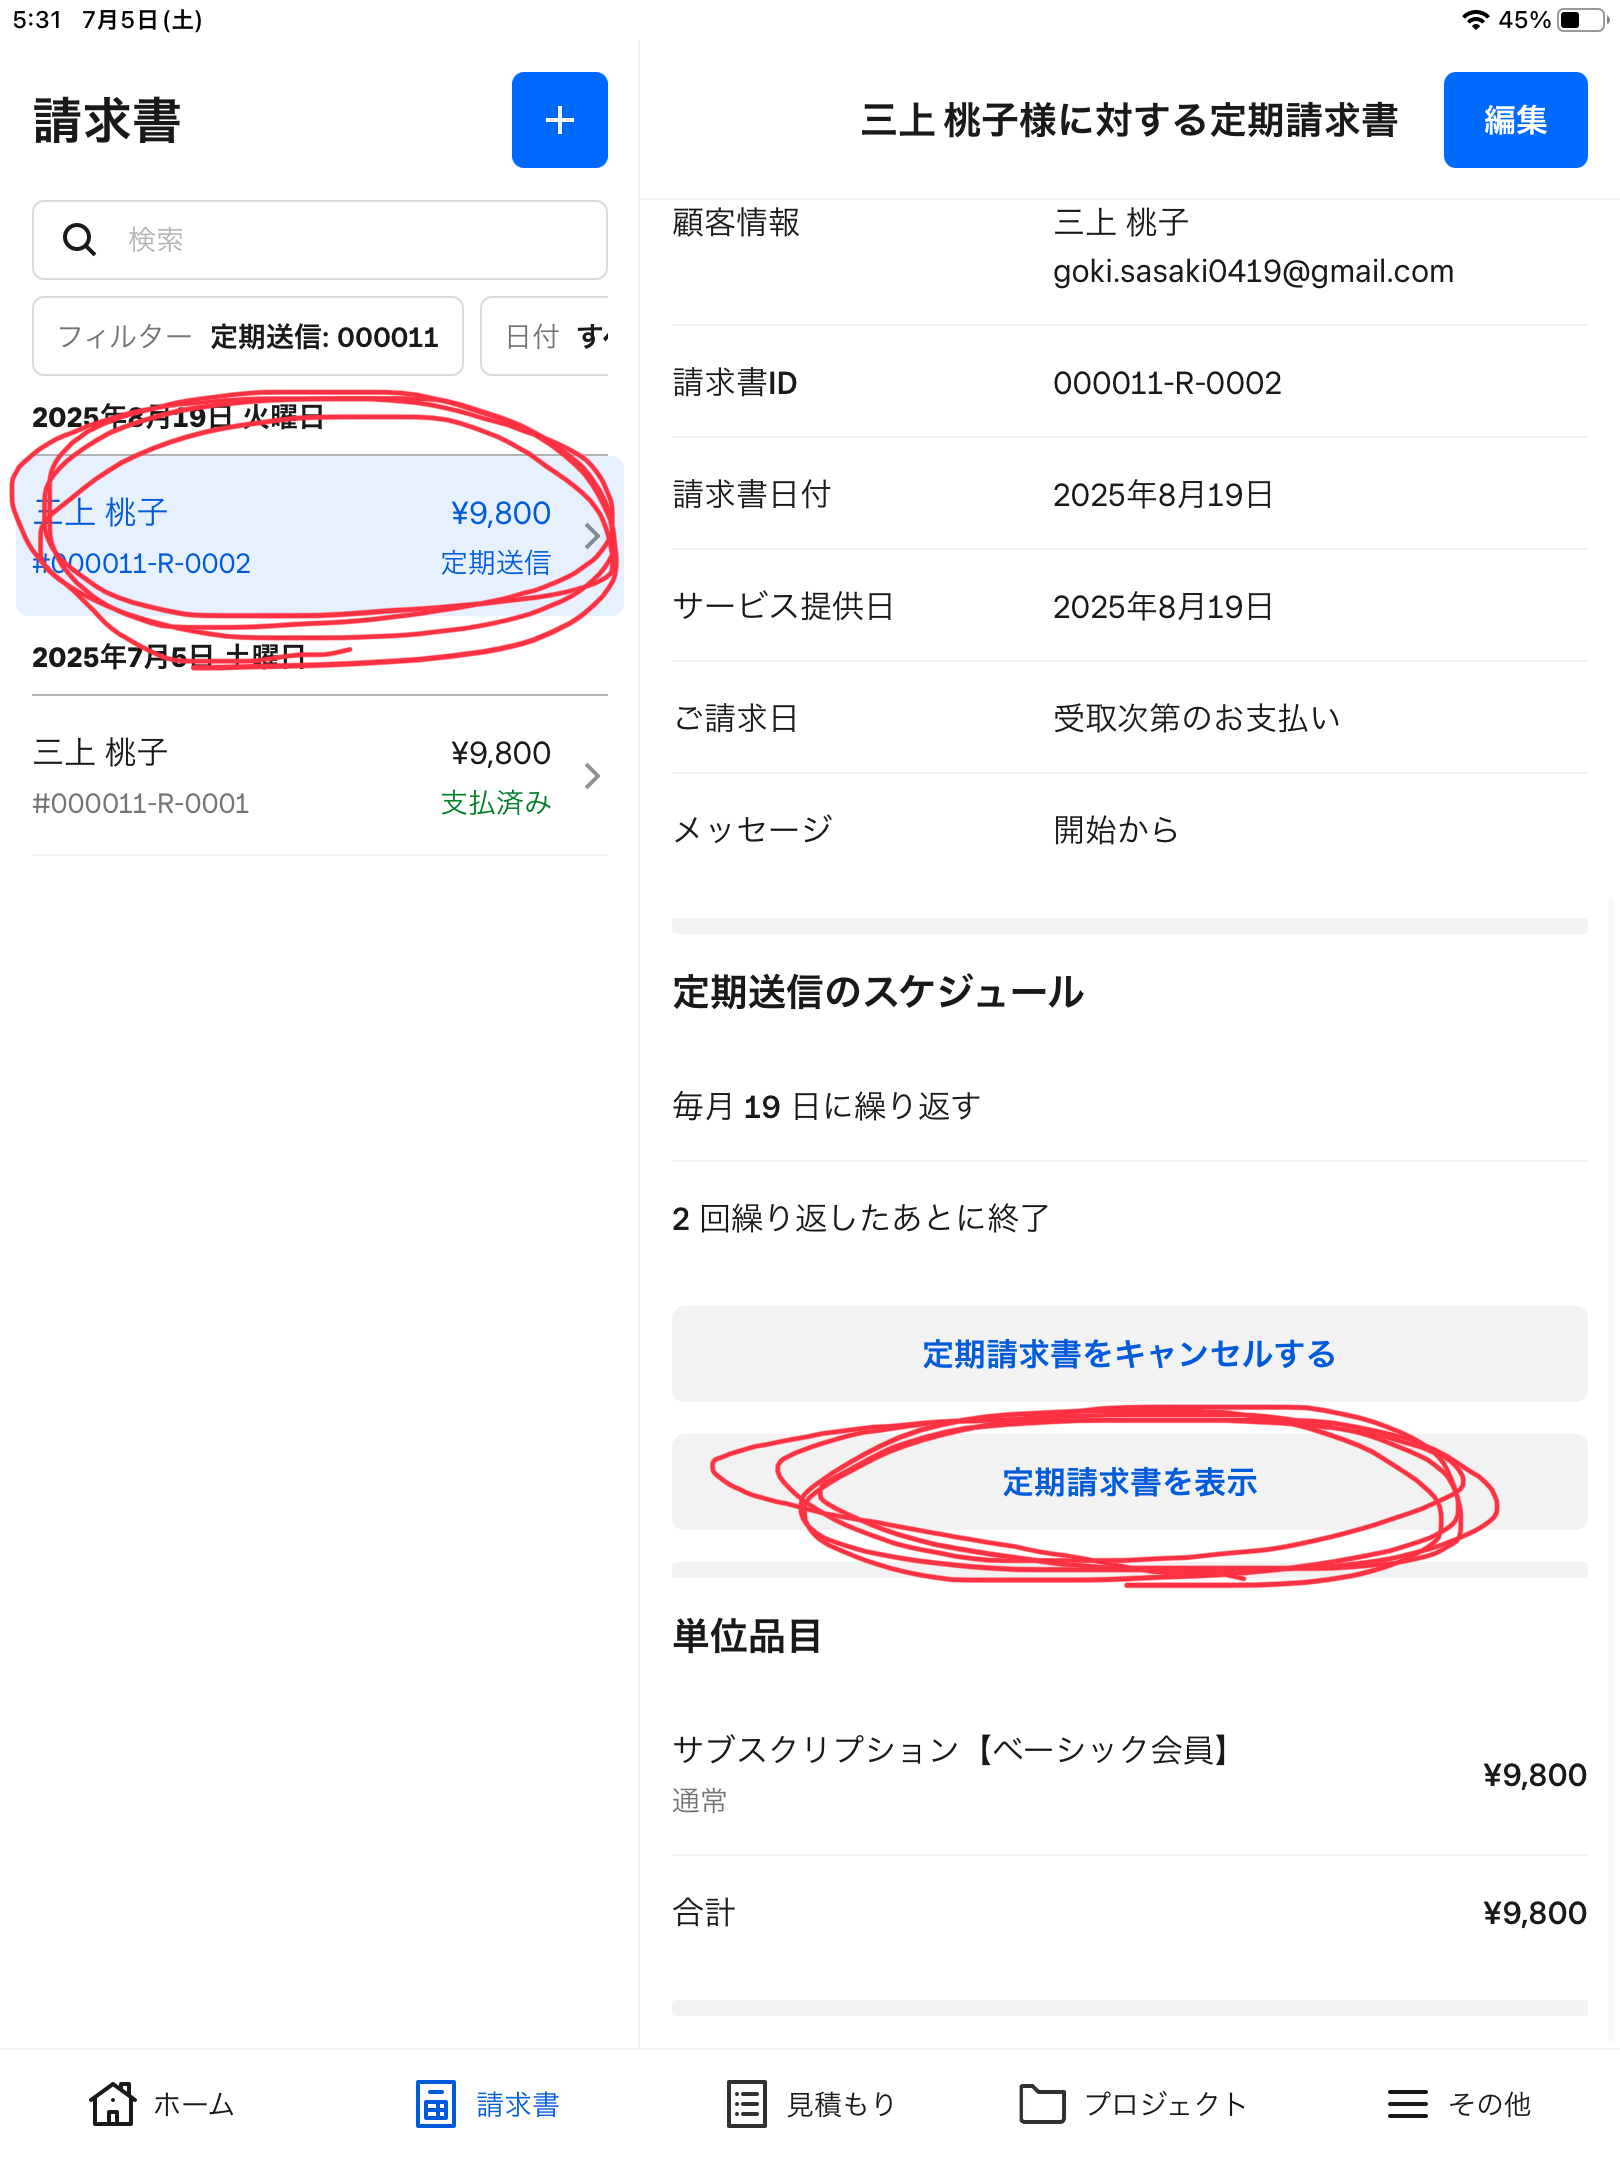 5:31 7月5日(土)
45%
請求書
+
検索
フィルター 定期送信: 000011
日付
2025年8月19日 火曜日
三上 桃子 ¥9,800
#000011-R-0002 定期送信
2025年7月5日 土曜日
三上 桃子 ¥9,800
#000011-R-0001 支払済み
三上 桃子様に対する定期請求書
編集
顧客情報 三上 桃子
goki.sasaki0419@gmail.com
請求書ID 000011-R-0002
請求書日付 2025年8月19日
サービス提供日 2025年8月19日
ご請求日 受取次第のお支払い
メッセージ 開始から
定期送信のスケジュール
毎月 19 日に繰り返す
2 回繰り返したあとに終了
定期請求書をキャンセルする
定期請求書を表示
単位品目
サブスクリプション【ベーシック会員】 ¥9,800
通常
合計 ¥9,800
ホーム 請求書 見積もり プロジェクト その他